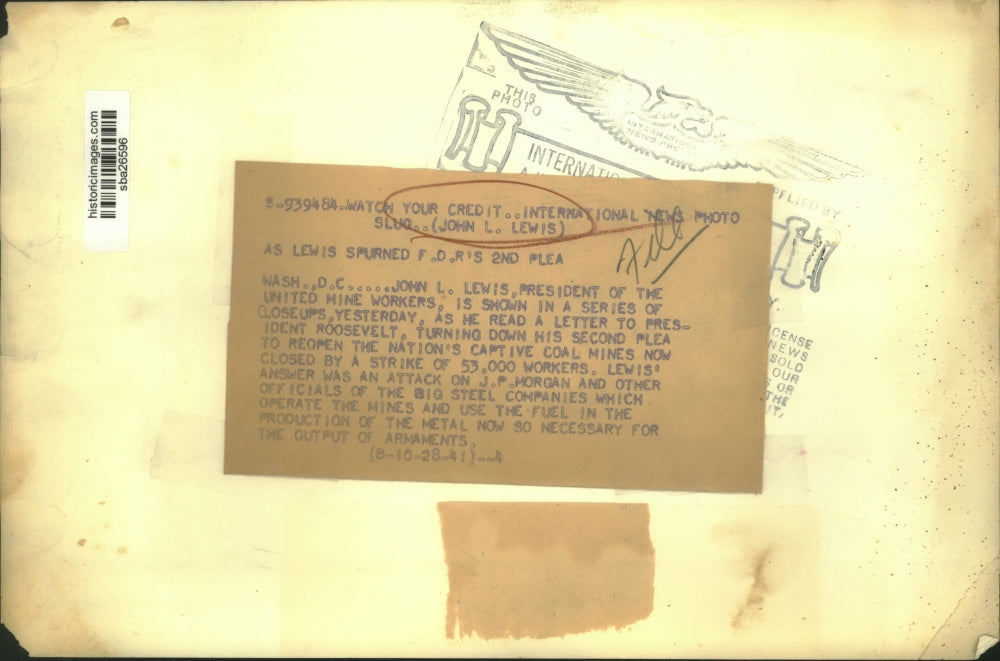 THIS
PHOTO
INTERNATIONAL
NEWS PHO
INTERNATIO
PPLIED BY
historicimages.com
sba26596
S-939484-WATCH YOUR CREDIT..INTERNATIONAL NEWS PHOTO
SLUG..(JOHN L. LEWIS)
File
AS LEWIS SPURNED F.D.R'S 2ND PLEA
WASH.,D.C......JOHN L. LEWIS,PRESIDENT OF THE
UNITED MINE WORKERS, IS SHOWN IN A SERIES OF
CLOSEUPS,YESTERDAY, AS HE READ A LETTER TO PRES-
IDENT ROOSEVELT, TURNING DOWN HIS SECOND PLEA
TO REOPEN THE NATION'S CAPTIVE COAL MINES NOW
CLOSED BY A STRIKE OF 53,000 WORKERS. LEWIS'
ANSWER WAS AN ATTACK ON J.P.MORGAN AND OTHER
OFFICIALS OF THE BIG STEEL COMPANIES WHICH
OPERATE THE MINES AND USE THE FUEL IN THE
PRODUCTION OF THE METAL NOW SO NECESSARY FOR
THE OUTPUT OF ARMAMENTS.
(B-10-28-41)--4
Y.
CENSE
NEWS
SOLD
OUR
S OR
THE
IT,